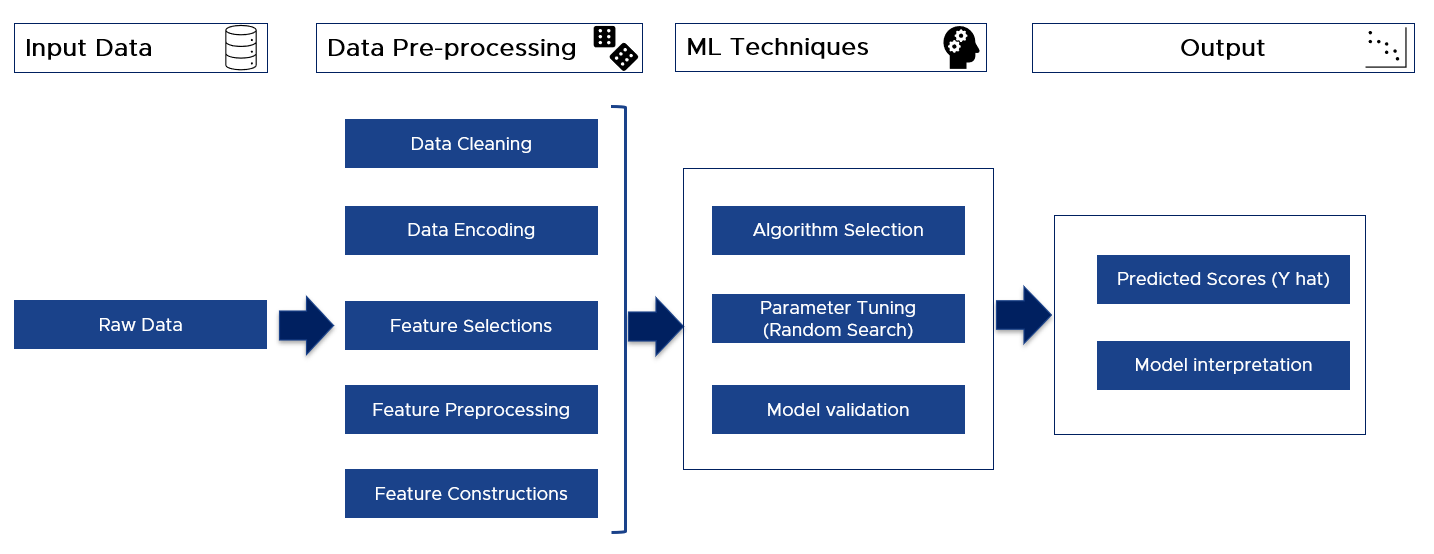 Input Data
Data Pre-processing
ML Techniques
Output
Raw Data
Data Cleaning
Data Encoding
Feature Selections
Feature Preprocessing
Feature Constructions
Algorithm Selection
Parameter Tuning
(Random Search)
Model validation
Predicted Scores (Y hat)
Model interpretation